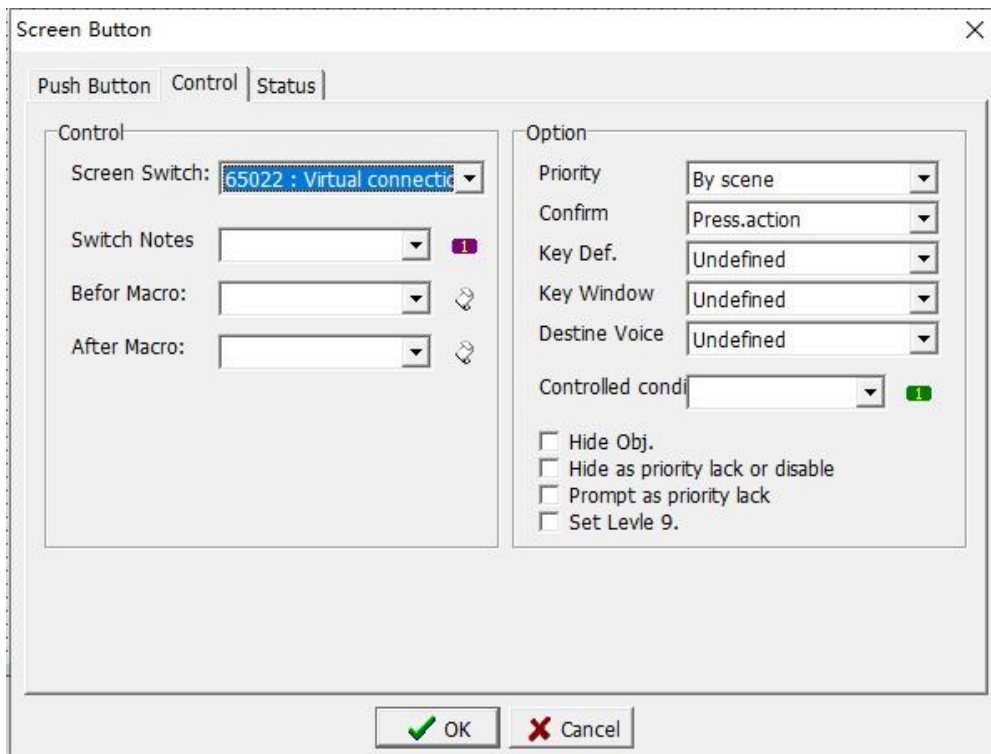 Screen Button
Push Button Control Status
Control
Screen Switch: 65022 : Virtual connectic
Switch Notes 1
Befor Macro:
After Macro:
Option
Priority By scene
Confirm Press.action
Key Def. Undefined
Key Window Undefined
Destine Voice Undefined
Controlled condi 1
Hide Obj.
Hide as priority lack or disable
Prompt as priority lack
Set Levle 9.
OK Cancel